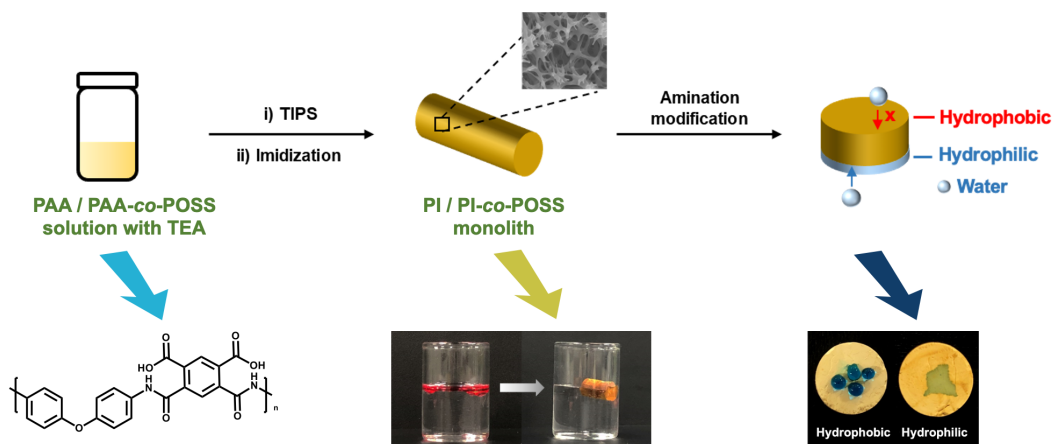 i) TIPS
ii) Imidization
Amination
modification
x
Hydrophobic
Hydrophilic
Water
PAA / PAA-co-POSS
solution with TEA
PI / PI-co-POSS
monolith
O
O
HO
OH
H
N
H
N
O
O
O
n
Hydrophobic
Hydrophilic